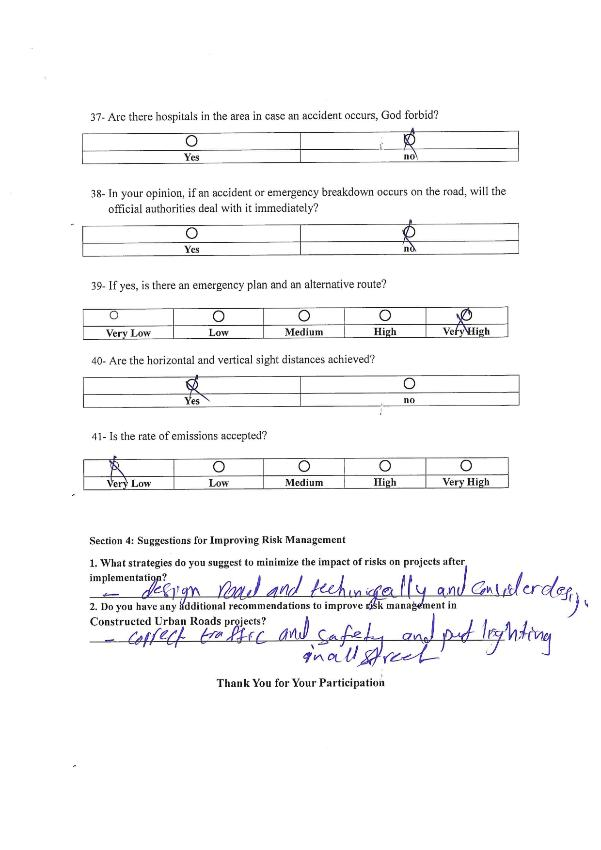 37- Are there hospitals in the area in case an accident occurs, God forbid?
Yes no
38- In your opinion, if an accident or emergency breakdown occurs on the road, will the
official authorities deal with it immediately?
Yes no
39- If yes, is there an emergency plan and an alternative route?
Very Low Low Medium High Very High
40- Are the horizontal and vertical sight distances achieved?
Yes no
41- Is the rate of emissions accepted?
Very Low Low Medium High Very High
Section 4: Suggestions for Improving Risk Management
1. What strategies do you suggest to minimize the impact of risks on projects after
implementation?
- design road and and
2. Do you have any additional recommendations to improve risk management in
Constructed Urban Roads projects?
- correct traffic and safety and put lighting
in all street
Thank You for Your Participation